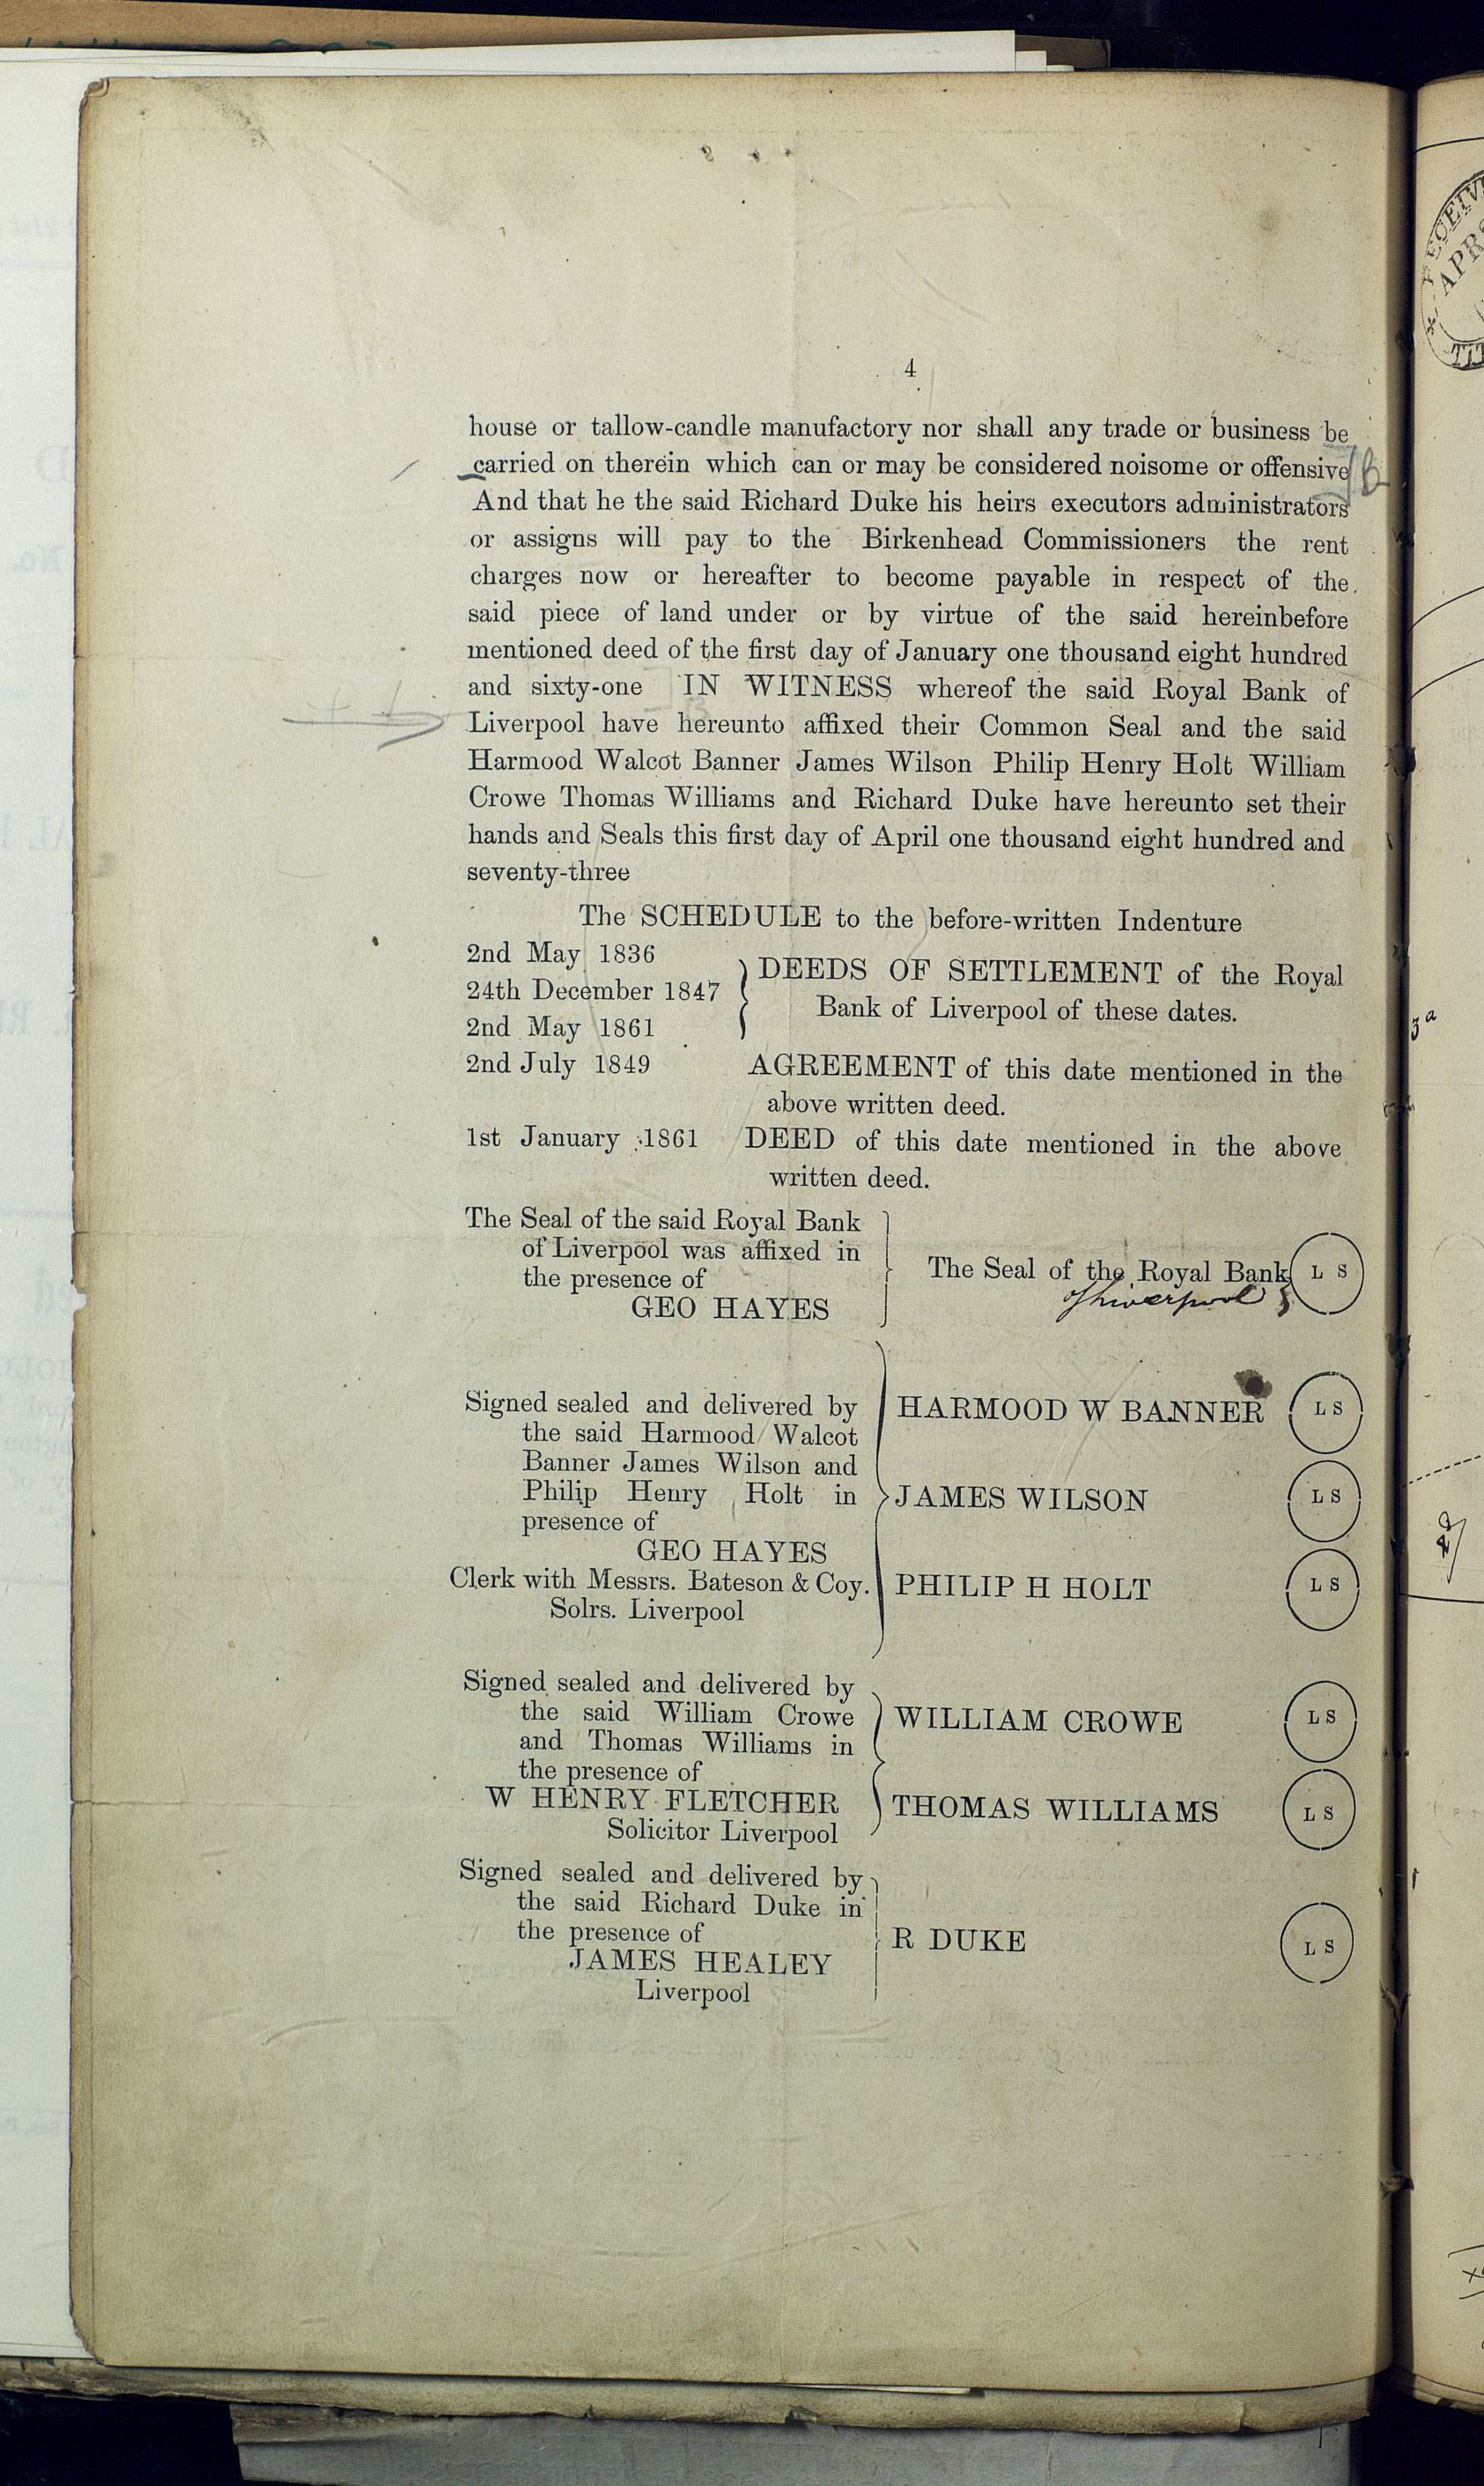 4
house or tallow-candle manufactory nor shall any trade or business be
carried on therein which can or may be considered noisome or offensive
And that he the said Richard Duke his heirs executors administrators
or assigns will pay to the Birkenhead Commissioners the rent
charges now or hereafter to become payable in respect of the
said piece of land under or by virtue of the said hereinbefore
mentioned deed of the first day of January one thousand eight hundred
and sixty-one IN WITNESS whereof the said Royal Bank of
Liverpool have hereunto affixed their Common Seal and the said
Harmood Walcot Banner James Wilson Philip Henry Holt William
Crowe Thomas Williams and Richard Duke have hereunto set their
hands and Seals this first day of April one thousand eight hundred and
seventy-three
The SCHEDULE to the before-written Indenture
2nd May 1836
24th December 1847
2nd May 1861
DEEDS OF SETTLEMENT of the Royal
Bank of Liverpool of these dates.
2nd July 1849 AGREEMENT of this date mentioned in the
above written deed.
1st January 1861 DEED of this date mentioned in the above
written deed.
The Seal of the said Royal Bank
of Liverpool was affixed in
the presence of
GEO HAYES
The Seal of the Royal Bank L S
of Liverpool
Signed sealed and delivered by
the said Harmood Walcot
Banner James Wilson and
Philip Henry Holt in
presence of
GEO HAYES
Clerk with Messrs. Bateson & Coy.
Solrs. Liverpool
HARMOOD W BANNER L S
JAMES WILSON L S
PHILIP H HOLT L S
Signed sealed and delivered by
the said William Crowe
and Thomas Williams in
the presence of
W HENRY FLETCHER
Solicitor Liverpool
WILLIAM CROWE L S
THOMAS WILLIAMS L S
Signed sealed and delivered by
the said Richard Duke in
the presence of
JAMES HEALEY
Liverpool
R DUKE L S